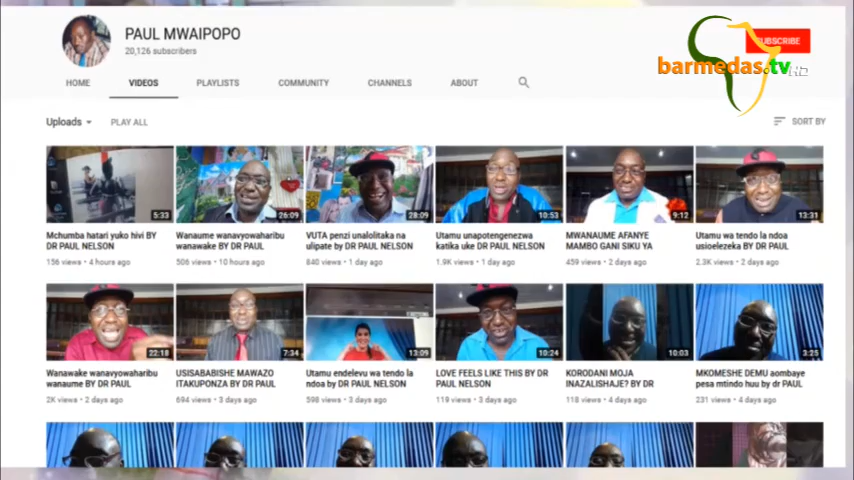 PAUL MWAIPOPO
20,126 subscribers
SUBSCRIBE
barmedas.tv
HD
HOME VIDEOS PLAYLISTS COMMUNITY CHANNELS ABOUT
Uploads PLAY ALL SORT BY
5:33 26:09 28:09 10:53 9:12 13:31
Mchumba hatari yuko hivi BY DR PAUL NELSON
156 views • 4 hours ago
Wanaume wanavyowaharibu wanawake BY DR PAUL
506 views • 10 hours ago
VUTA penzi unalolitaka na ulipate by DR PAUL NELSON
840 views • 1 day ago
Utamu unapotengenezwa katika uke DR PAUL NELSON
1.9K views • 1 day ago
MWANAUME AFANYE MAMBO GANI SIKU YA
459 views • 2 days ago
Utamu wa tendo la ndoa usioelezeka BY DR PAUL
2.3K views • 2 days ago
22:18 7:34 13:09 10:24 10:03 3:25
Wanawake wanavyowaharibu wanaume BY DR PAUL
2K views • 2 days ago
USISABABISHE MAWAZO ITAKUPONZA BY DR PAUL
694 views • 3 days ago
Utamu endelevu wa tendo la ndoa by DR PAUL NELSON
598 views • 3 days ago
LOVE FEELS LIKE THIS BY DR PAUL NELSON
119 views • 3 days ago
KORODANI MOJA INAZALISHAJE? BY DR
118 views • 4 days ago
MKOMESHE DEMU aombaye pesa mtindo huu by dr PAUL
231 views • 4 days ago